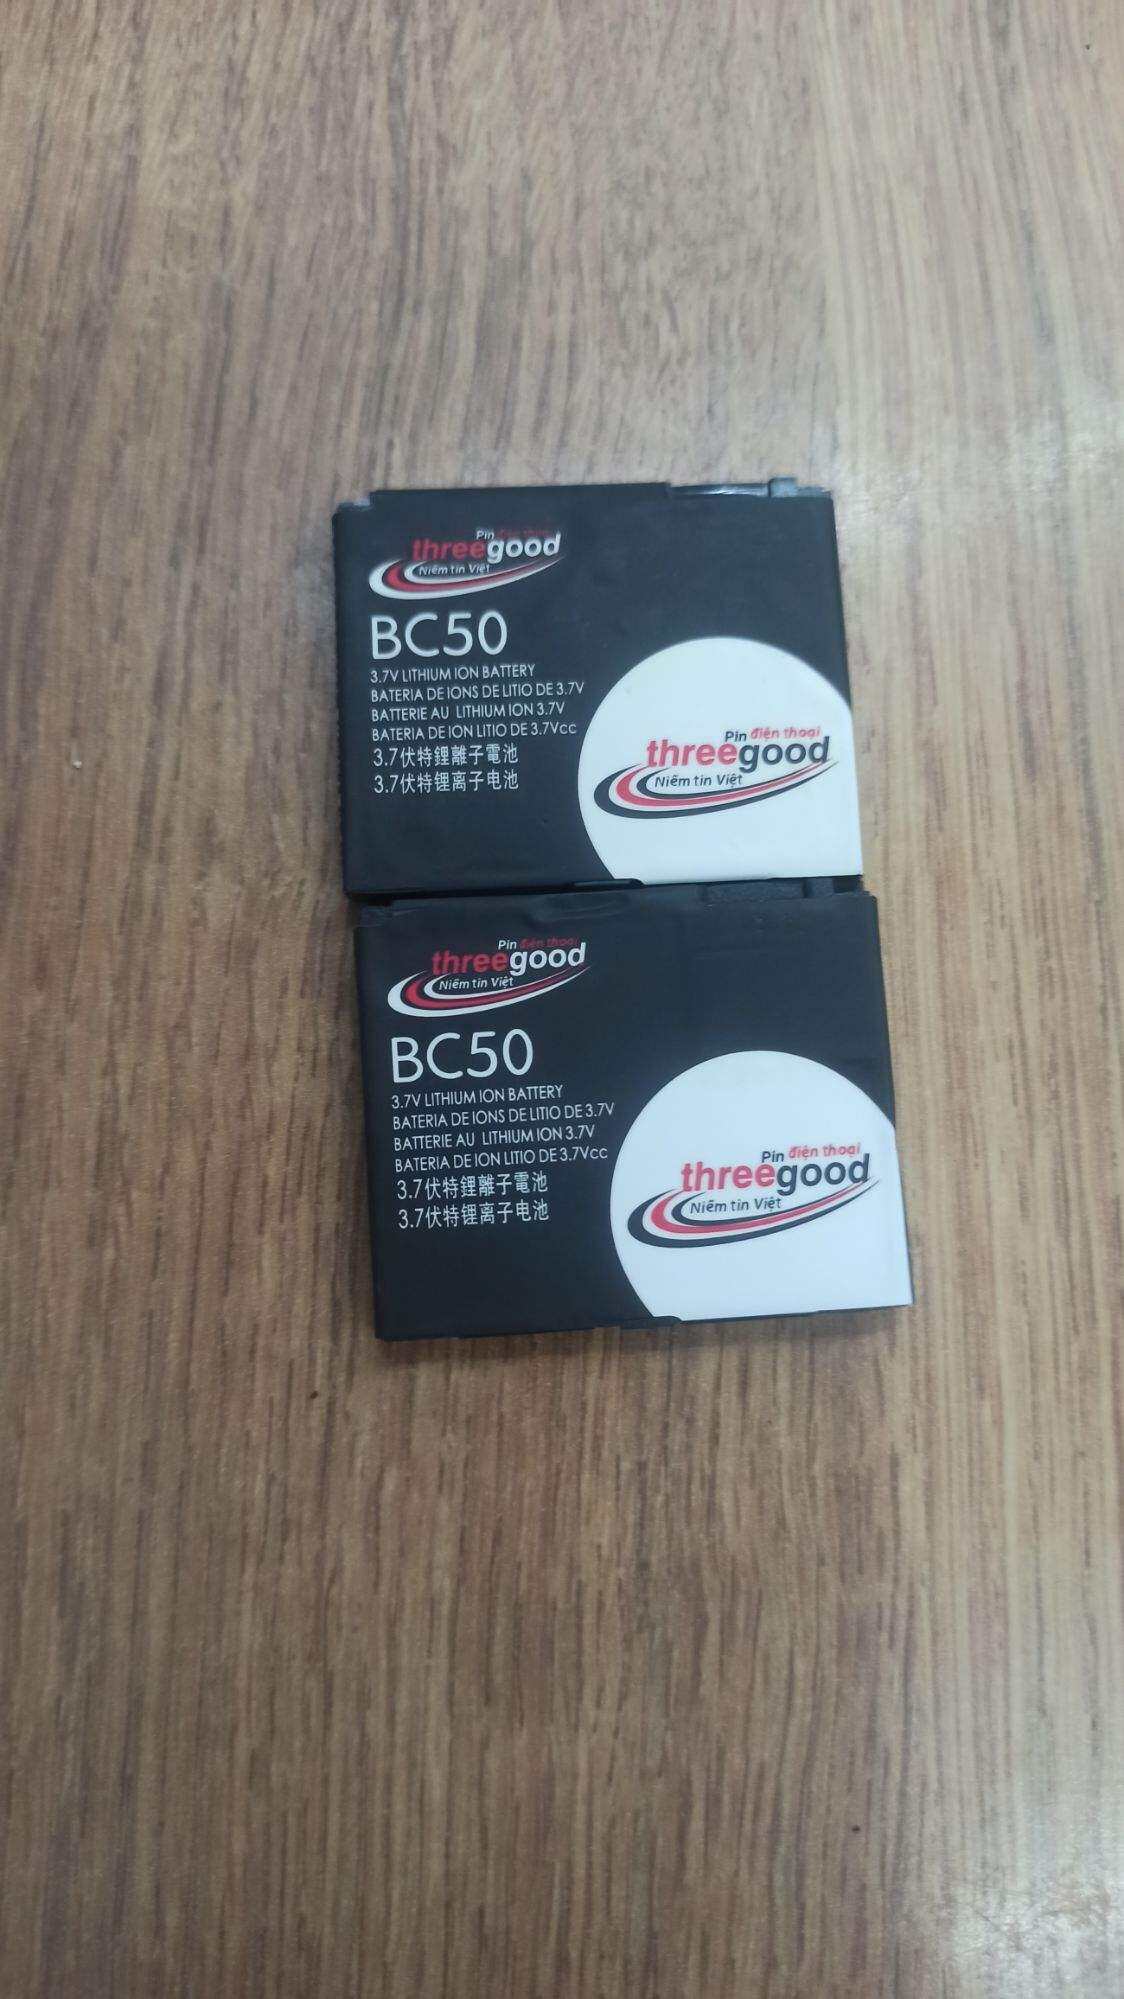 Pin điện thoại
threegood
Niềm tin Việt
BC50
3.7V LITHIUM ION BATTERY
BATERIA DE IONS DE LITIO DE 3.7V
BATTERIE AU LITHIUM ION 3.7V
BATERIA DE ION LITIO DE 3.7Vcc
3.7伏特鋰離子電池
3.7伏特锂离子电池
Pin điện thoại
threegood
Niềm tin Việt
Pin điện thoại
threegood
Niềm tin Việt
BC50
3.7V LITHIUM ION BATTERY
BATERIA DE IONS DE LITIO DE 3.7V
BATTERIE AU LITHIUM ION 3.7V
BATERIA DE ION LITIO DE 3.7Vcc
3.7伏特鋰離子電池
3.7伏特锂离子电池
Pin điện thoại
threegood
Niềm tin Việt